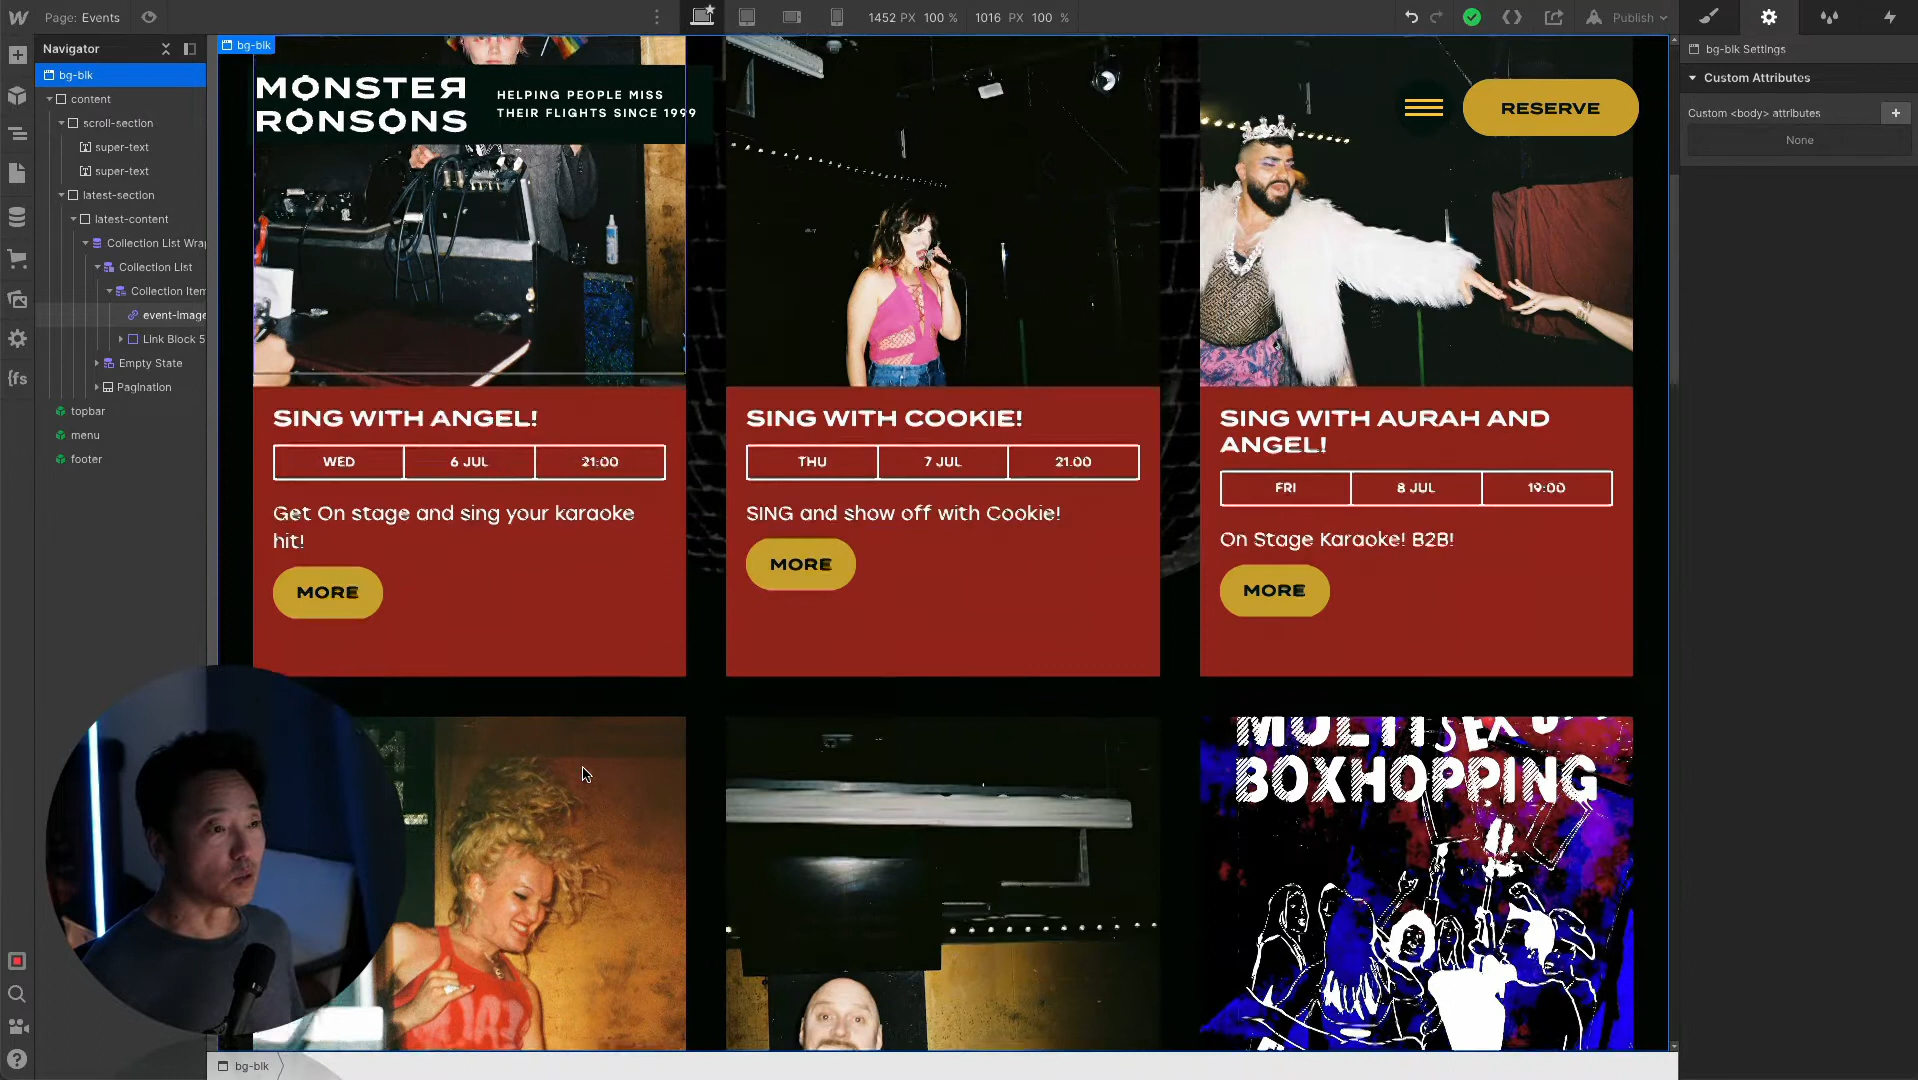 Page: Events
1452 PX 100 % 1016 PX 100 %
Publish
Navigator
bg-blk
content
scroll-section
super-text
super-text
latest-section
latest-content
Collection List Wrap
Collection List
Collection Item
event-image
Link Block 5
Empty State
Pagination
topbar
menu
footer
bg-blk
MONSTER
RONSONS
HELPING PEOPLE MISS
THEIR FLIGHTS SINCE 1999
RESERVE
SING WITH ANGEL!
WED 6 JUL 21:00
Get On stage and sing your karaoke
hit!
MORE
SING WITH COOKIE!
THU 7 JUL 21:00
SING and show off with Cookie!
MORE
SING WITH AURAH AND
ANGEL!
FRI 8 JUL 19:00
On Stage Karaoke! B2B!
MORE
BOXHOPPING
bg-blk
bg-blk Settings
Custom Attributes
Custom <body> attributes
None